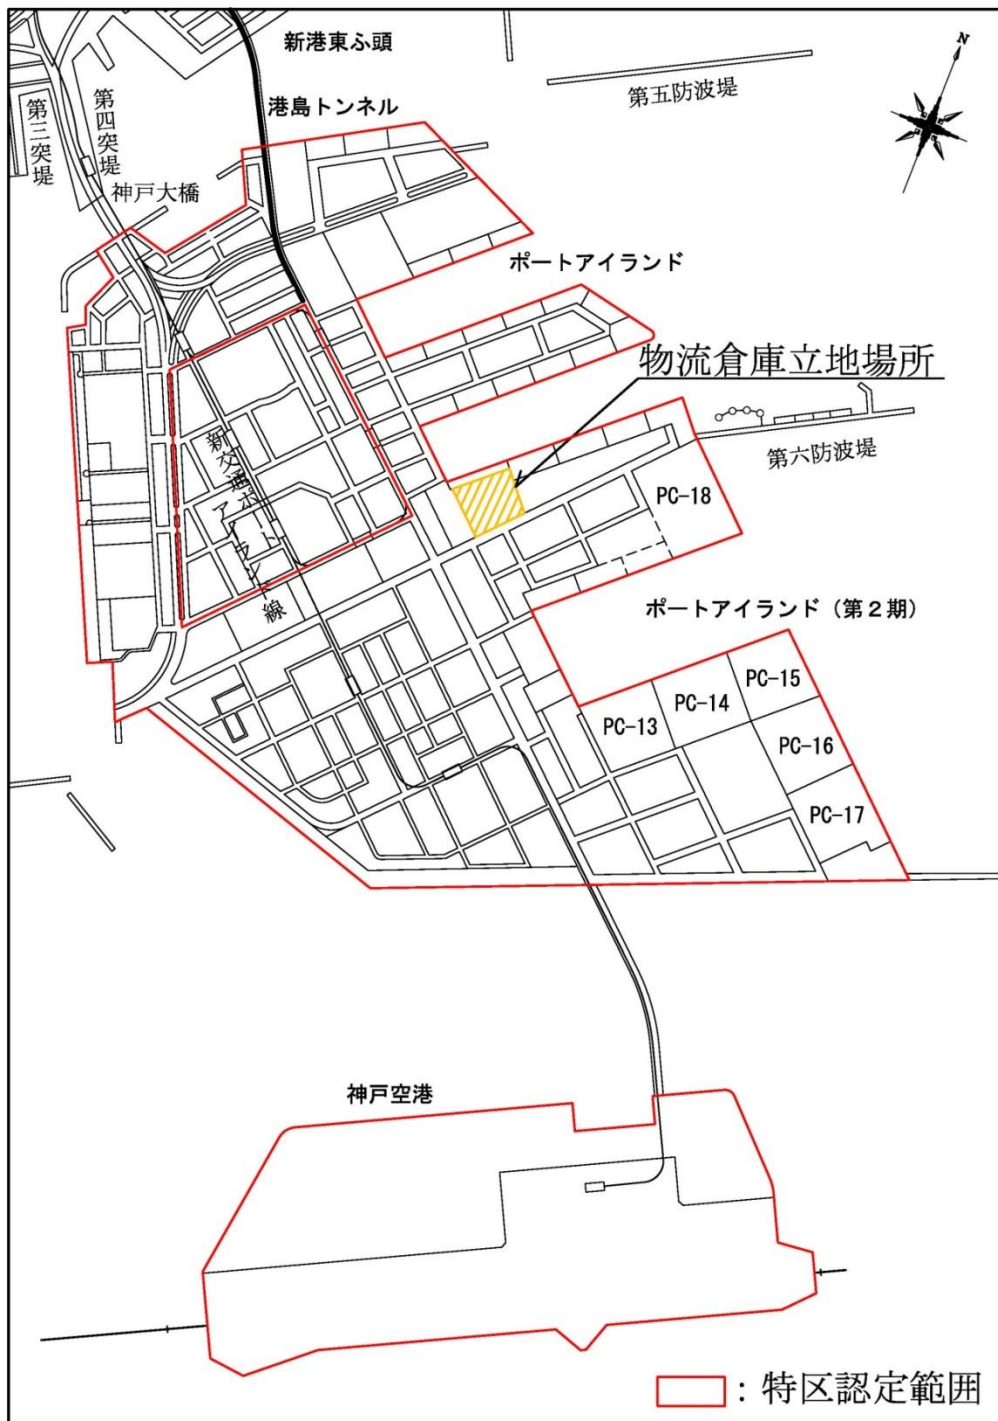 新港東ふ頭
N
第五防波堤
港島トンネル
第三突堤
第四突堤
神戸大橋
ポートアイランド
物流倉庫立地場所
第六防波堤
新交通ポートアイランド線
PC-18
ポートアイランド（第２期）
PC-15
PC-14
PC-13
PC-16
PC-17
神戸空港
：特区認定範囲